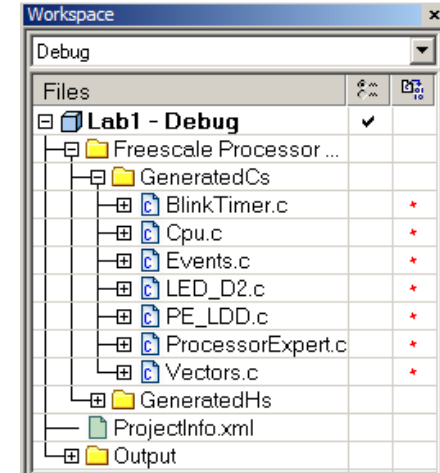 Workspace x
Debug
Files
Lab1 - Debug
Freescale Processor ...
GeneratedCs
BlinkTimer.c
Cpu.c
Events.c
LED_D2.c
PE_LDD.c
ProcessorExpert.c
Vectors.c
GeneratedHs
ProjectInfo.xml
Output